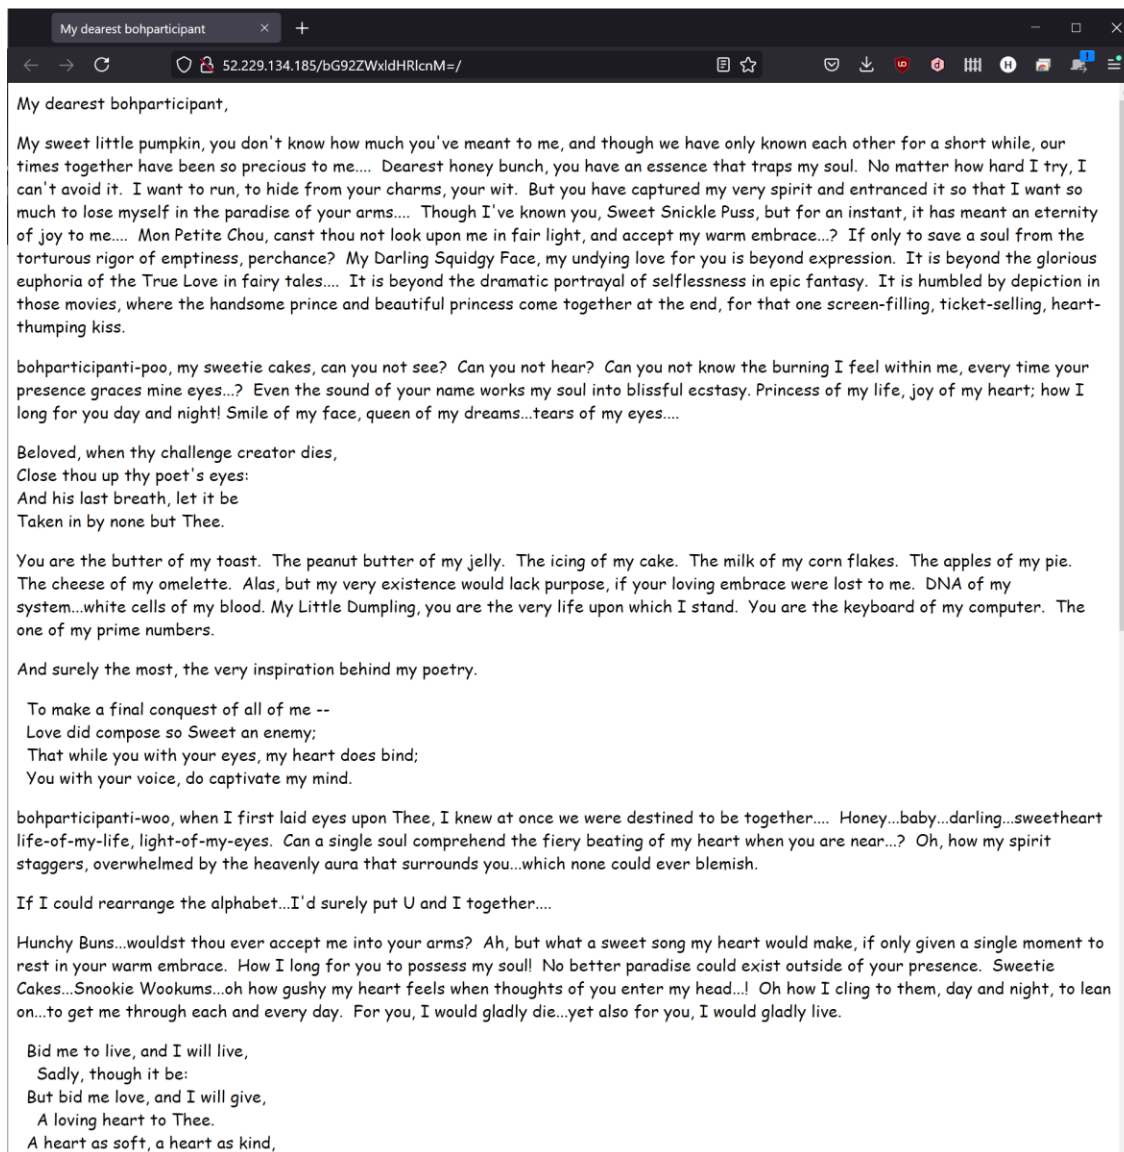 My dearest bohparticipant
52.229.134.185/bG92ZWxldHRlcnM=/
My dearest bohparticipant,
My sweet little pumpkin, you don't know how much you've meant to me, and though we have only known each other for a short while, our
times together have been so precious to me.... Dearest honey bunch, you have an essence that traps my soul. No matter how hard I try, I
can't avoid it. I want to run, to hide from your charms, your wit. But you have captured my very spirit and entranced it so that I want so
much to lose myself in the paradise of your arms.... Though I've known you, Sweet Snickle Puss, but for an instant, it has meant an eternity
of joy to me.... Mon Petite Chou, canst thou not look upon me in fair light, and accept my warm embrace...? If only to save a soul from the
torturous rigor of emptiness, perchance? My Darling Squidgy Face, my undying love for you is beyond expression. It is beyond the glorious
euphoria of the True Love in fairy tales.... It is beyond the dramatic portrayal of selflessness in epic fantasy. It is humbled by depiction in
those movies, where the handsome prince and beautiful princess come together at the end, for that one screen-filling, ticket-selling, heart-
thumping kiss.
bohparticipanti-poo, my sweetie cakes, can you not see? Can you not hear? Can you not know the burning I feel within me, every time your
presence graces mine eyes...? Even the sound of your name works my soul into blissful ecstasy. Princess of my life, joy of my heart; how I
long for you day and night! Smile of my face, queen of my dreams...tears of my eyes....
Beloved, when thy challenge creator dies,
Close thou up thy poet's eyes:
And his last breath, let it be
Taken in by none but Thee.
You are the butter of my toast. The peanut butter of my jelly. The icing of my cake. The milk of my corn flakes. The apples of my pie.
The cheese of my omelette. Alas, but my very existence would lack purpose, if your loving embrace were lost to me. DNA of my
system...white cells of my blood. My Little Dumpling, you are the very life upon which I stand. You are the keyboard of my computer. The
one of my prime numbers.
And surely the most, the very inspiration behind my poetry.
To make a final conquest of all of me --
Love did compose so Sweet an enemy;
That while you with your eyes, my heart does bind;
You with your voice, do captivate my mind.
bohparticipanti-woo, when I first laid eyes upon Thee, I knew at once we were destined to be together.... Honey...baby...darling...sweetheart
life-of-my-life, light-of-my-eyes. Can a single soul comprehend the fiery beating of my heart when you are near...? Oh, how my spirit
staggers, overwhelmed by the heavenly aura that surrounds you...which none could ever blemish.
If I could rearrange the alphabet...I'd surely put U and I together....
Hunchy Buns...wouldst thou ever accept me into your arms? Ah, but what a sweet song my heart would make, if only given a single moment to
rest in your warm embrace. How I long for you to possess my soul! No better paradise could exist outside of your presence. Sweetie
Cakes...Snookie Wookums...oh how gushy my heart feels when thoughts of you enter my head...! Oh how I cling to them, day and night, to lean
on...to get me through each and every day. For you, I would gladly die...yet also for you, I would gladly live.
Bid me to live, and I will live,
Sadly, though it be:
But bid me love, and I will give,
A loving heart to Thee.
A heart as soft, a heart as kind,